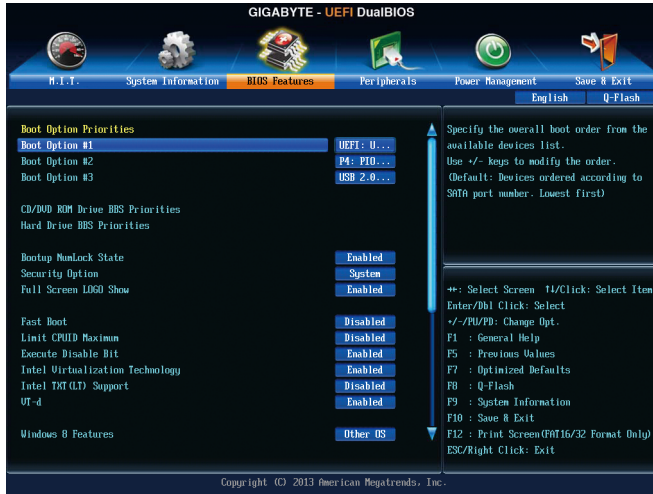 GIGABYTE - UEFI DualBIOS
M.I.T.
System Information
BIOS Features
Peripherals
Power Management
Save & Exit
English
Q-Flash
Boot Option Priorities
Boot Option #1 UEFI: U...
Boot Option #2 P4: PIO...
Boot Option #3 USB 2.0...
CD/DVD ROM Drive BBS Priorities
Hard Drive BBS Priorities
Bootup NumLock State Enabled
Security Option System
Full Screen LOGO Show Enabled
Fast Boot Disabled
Limit CPUID Maximum Disabled
Execute Disable Bit Enabled
Intel Virtualization Technology Enabled
Intel TXT(LT) Support Disabled
VT-d Enabled
Windows 8 Features Other OS
Specify the overall boot order from the
available devices list.
Use +/- keys to modify the order.
(Default: Devices ordered according to
SATA port number. Lowest first)
→←: Select Screen ↑↓/Click: Select Item
Enter/Dbl Click: Select
+/-/PU/PD: Change Opt.
F1 : General Help
F5 : Previous Values
F7 : Optimized Defaults
F8 : Q-Flash
F9 : System Information
F10 : Save & Exit
F12 : Print Screen(FAT16/32 Format Only)
ESC/Right Click: Exit
Copyright (C) 2013 American Megatrends, Inc.